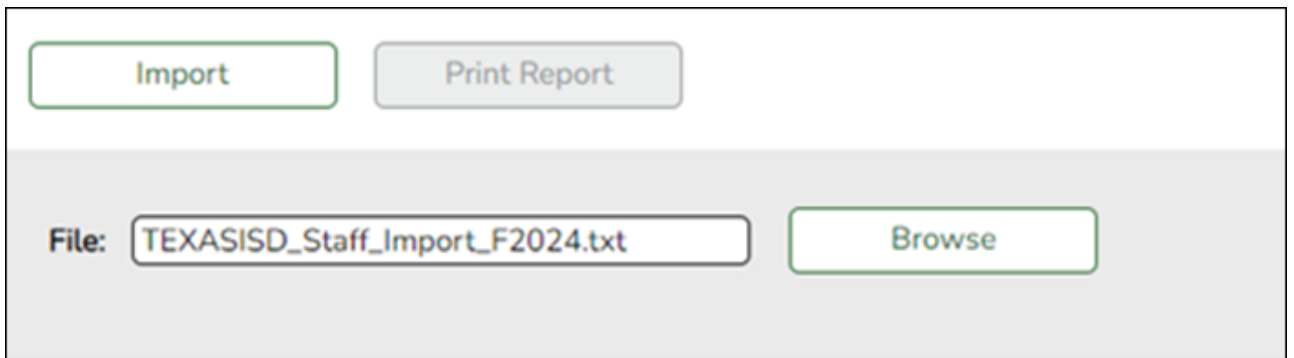 Import Print Report
File: TEXASISD_Staff_Import_F2024.txt Browse